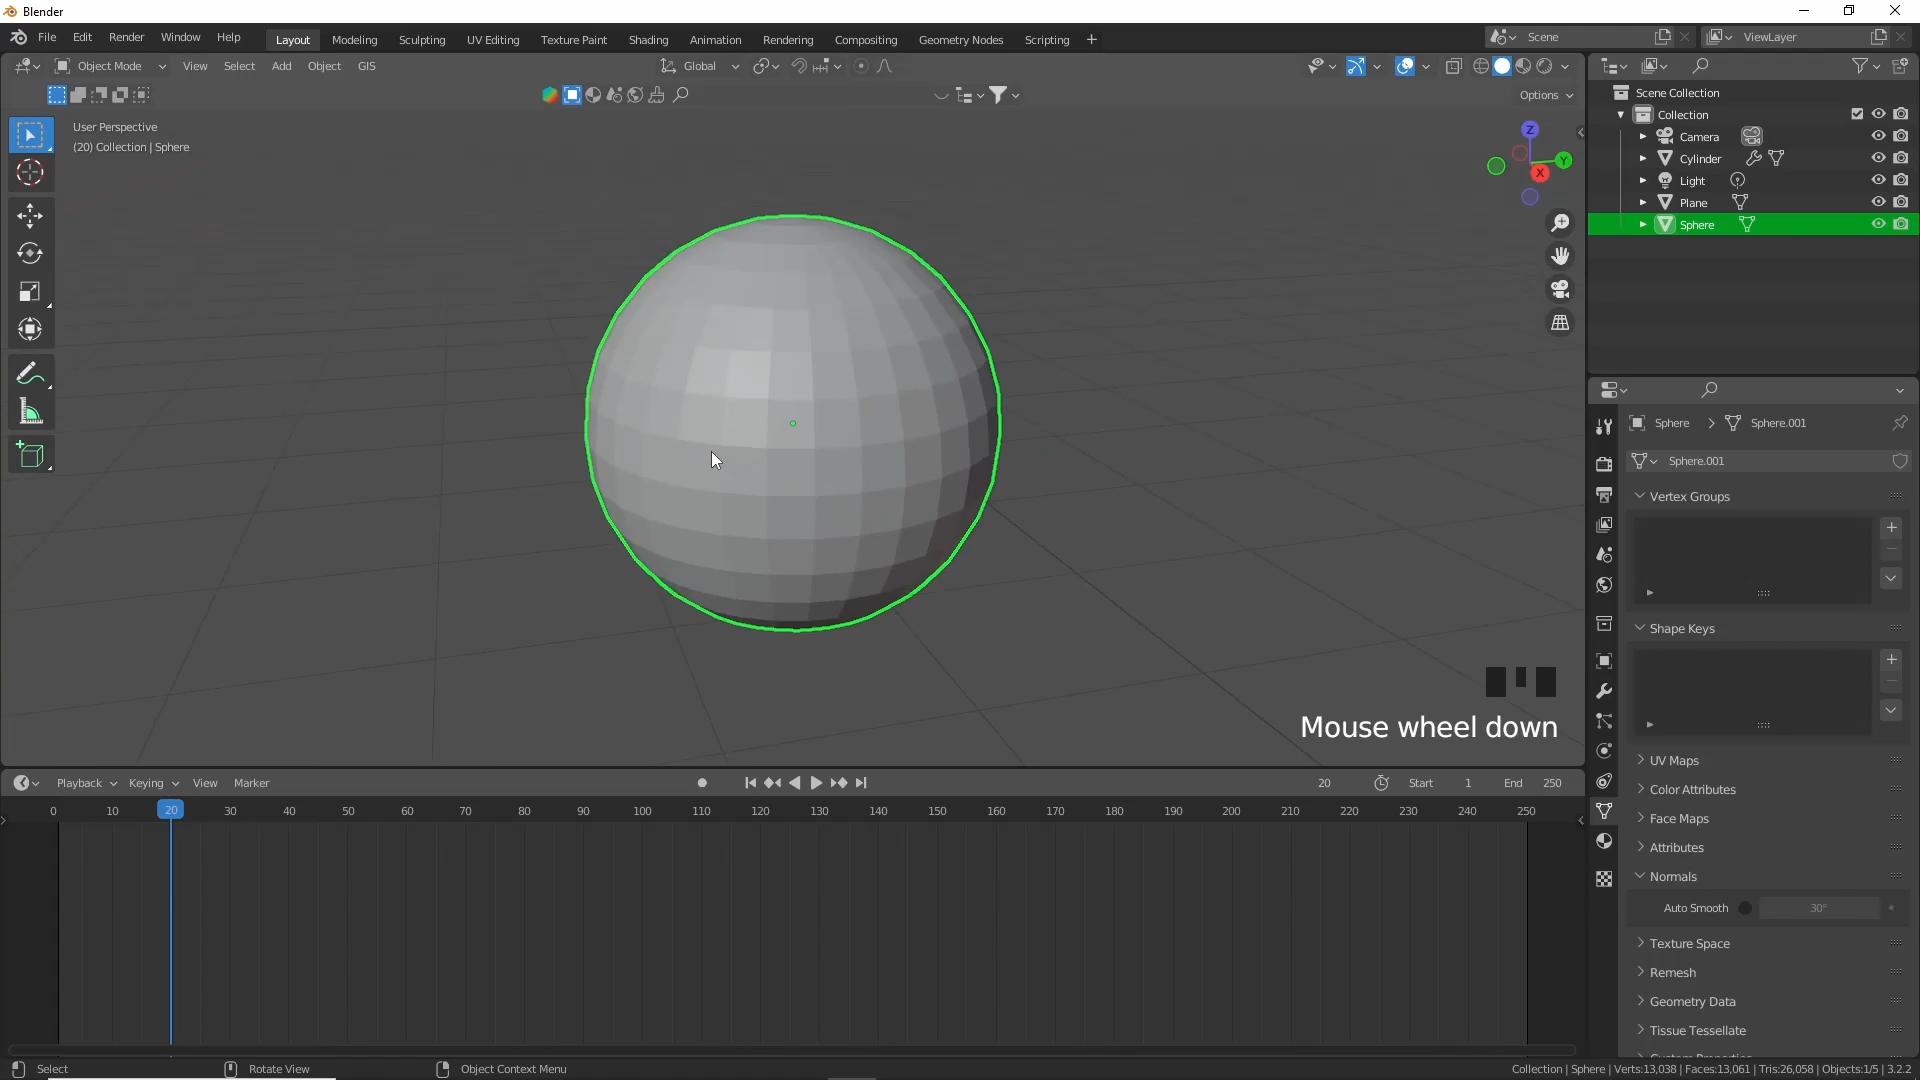 Blender
File Edit Render Window Help Layout Modeling Sculpting UV Editing Texture Paint Shading Animation Rendering Compositing Geometry Nodes Scripting + Scene ViewLayer
Object Mode View Select Add Object GIS Global
Options
User Perspective
(20) Collection | Sphere
Z
Y
X
Scene Collection
Collection
Camera
Cylinder
Light
Plane
Sphere
Sphere > Sphere.001
Sphere.001
Vertex Groups
Shape Keys
UV Maps
Color Attributes
Face Maps
Attributes
Normals
Auto Smooth 30°
Texture Space
Remesh
Geometry Data
Tissue Tessellate
Mouse wheel down
Playback Keying View Marker 20 Start 1 End 250
0 10 20 30 40 50 60 70 80 90 100 110 120 130 140 150 160 170 180 190 200 210 220 230 240 250
Select Rotate View Object Context Menu Collection | Sphere | Verts:13,038 | Faces:13,061 | Tris:26,058 | Objects:1/5 | 3.2.2